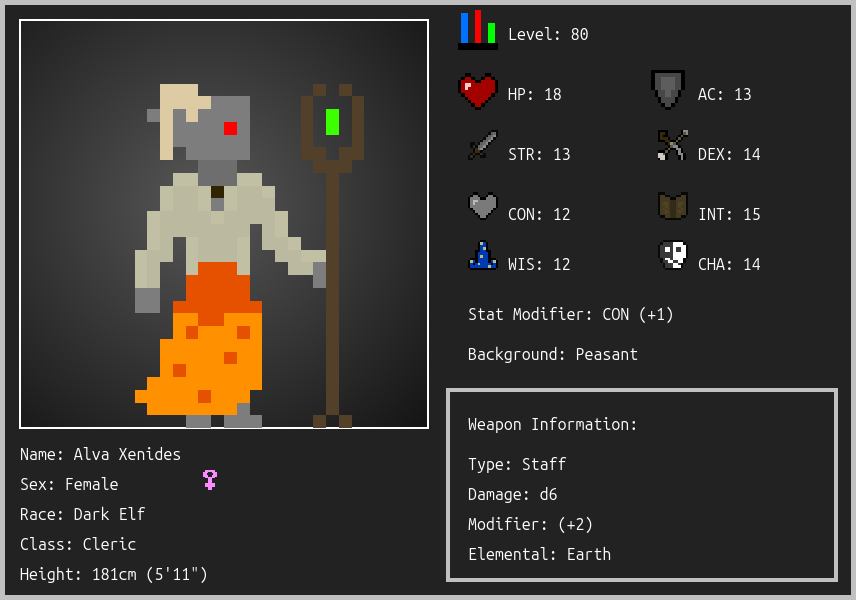 Level: 80
HP: 18
AC: 13
STR: 13
DEX: 14
CON: 12
INT: 15
WIS: 12
CHA: 14
Stat Modifier: CON (+1)
Background: Peasant
Weapon Information:
Type: Staff
Damage: d6
Modifier: (+2)
Elemental: Earth
Name: Alva Xenides
Sex: Female
Race: Dark Elf
Class: Cleric
Height: 181cm (5'11")